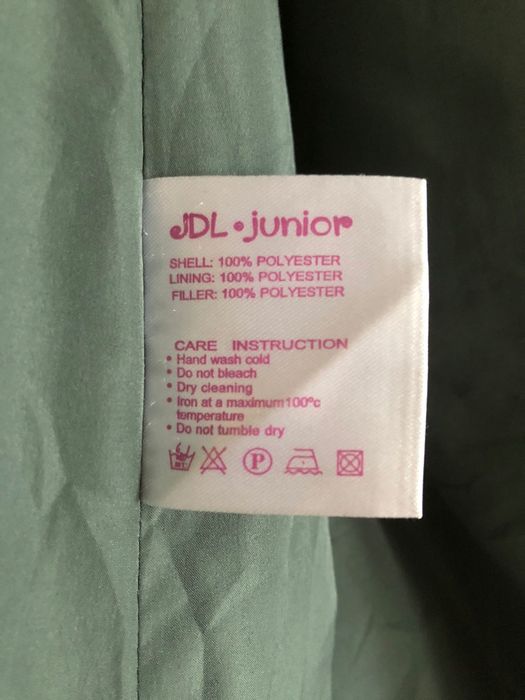 JDL•junior
SHELL: 100% POLYESTER
LINING: 100% POLYESTER
FILLER: 100% POLYESTER
CARE INSTRUCTION
• Hand wash cold
• Do not bleach
• Dry cleaning
• Iron at a maximum100ºc
temperature
• Do not tumble dry
P